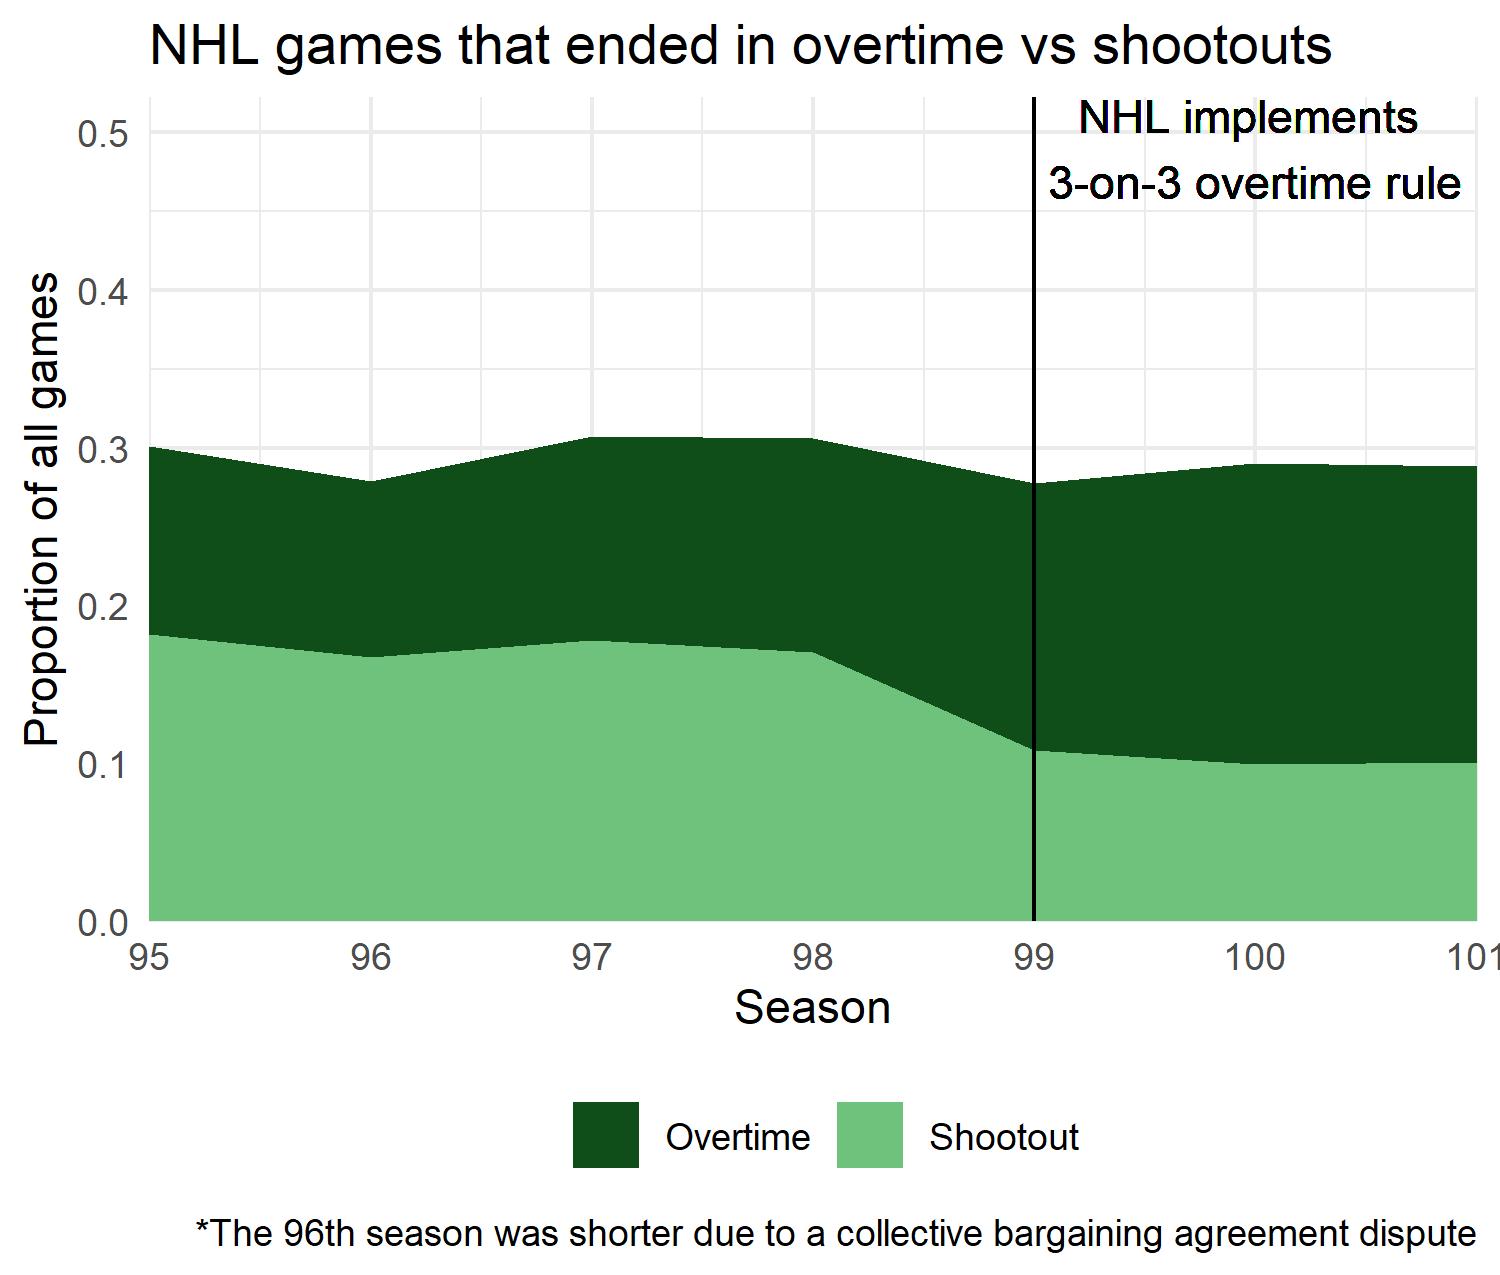 NHL games that ended in overtime vs shootouts
NHL implements
3-on-3 overtime rule
Proportion of all games
0.5
0.4
0.3
0.2
0.1
0.0
95 96 97 98 99 100 101
Season
Overtime Shootout
*The 96th season was shorter due to a collective bargaining agreement dispute